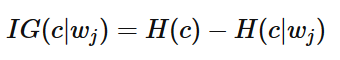 IG(c|w_j) = H(c) − H(c|w_j)